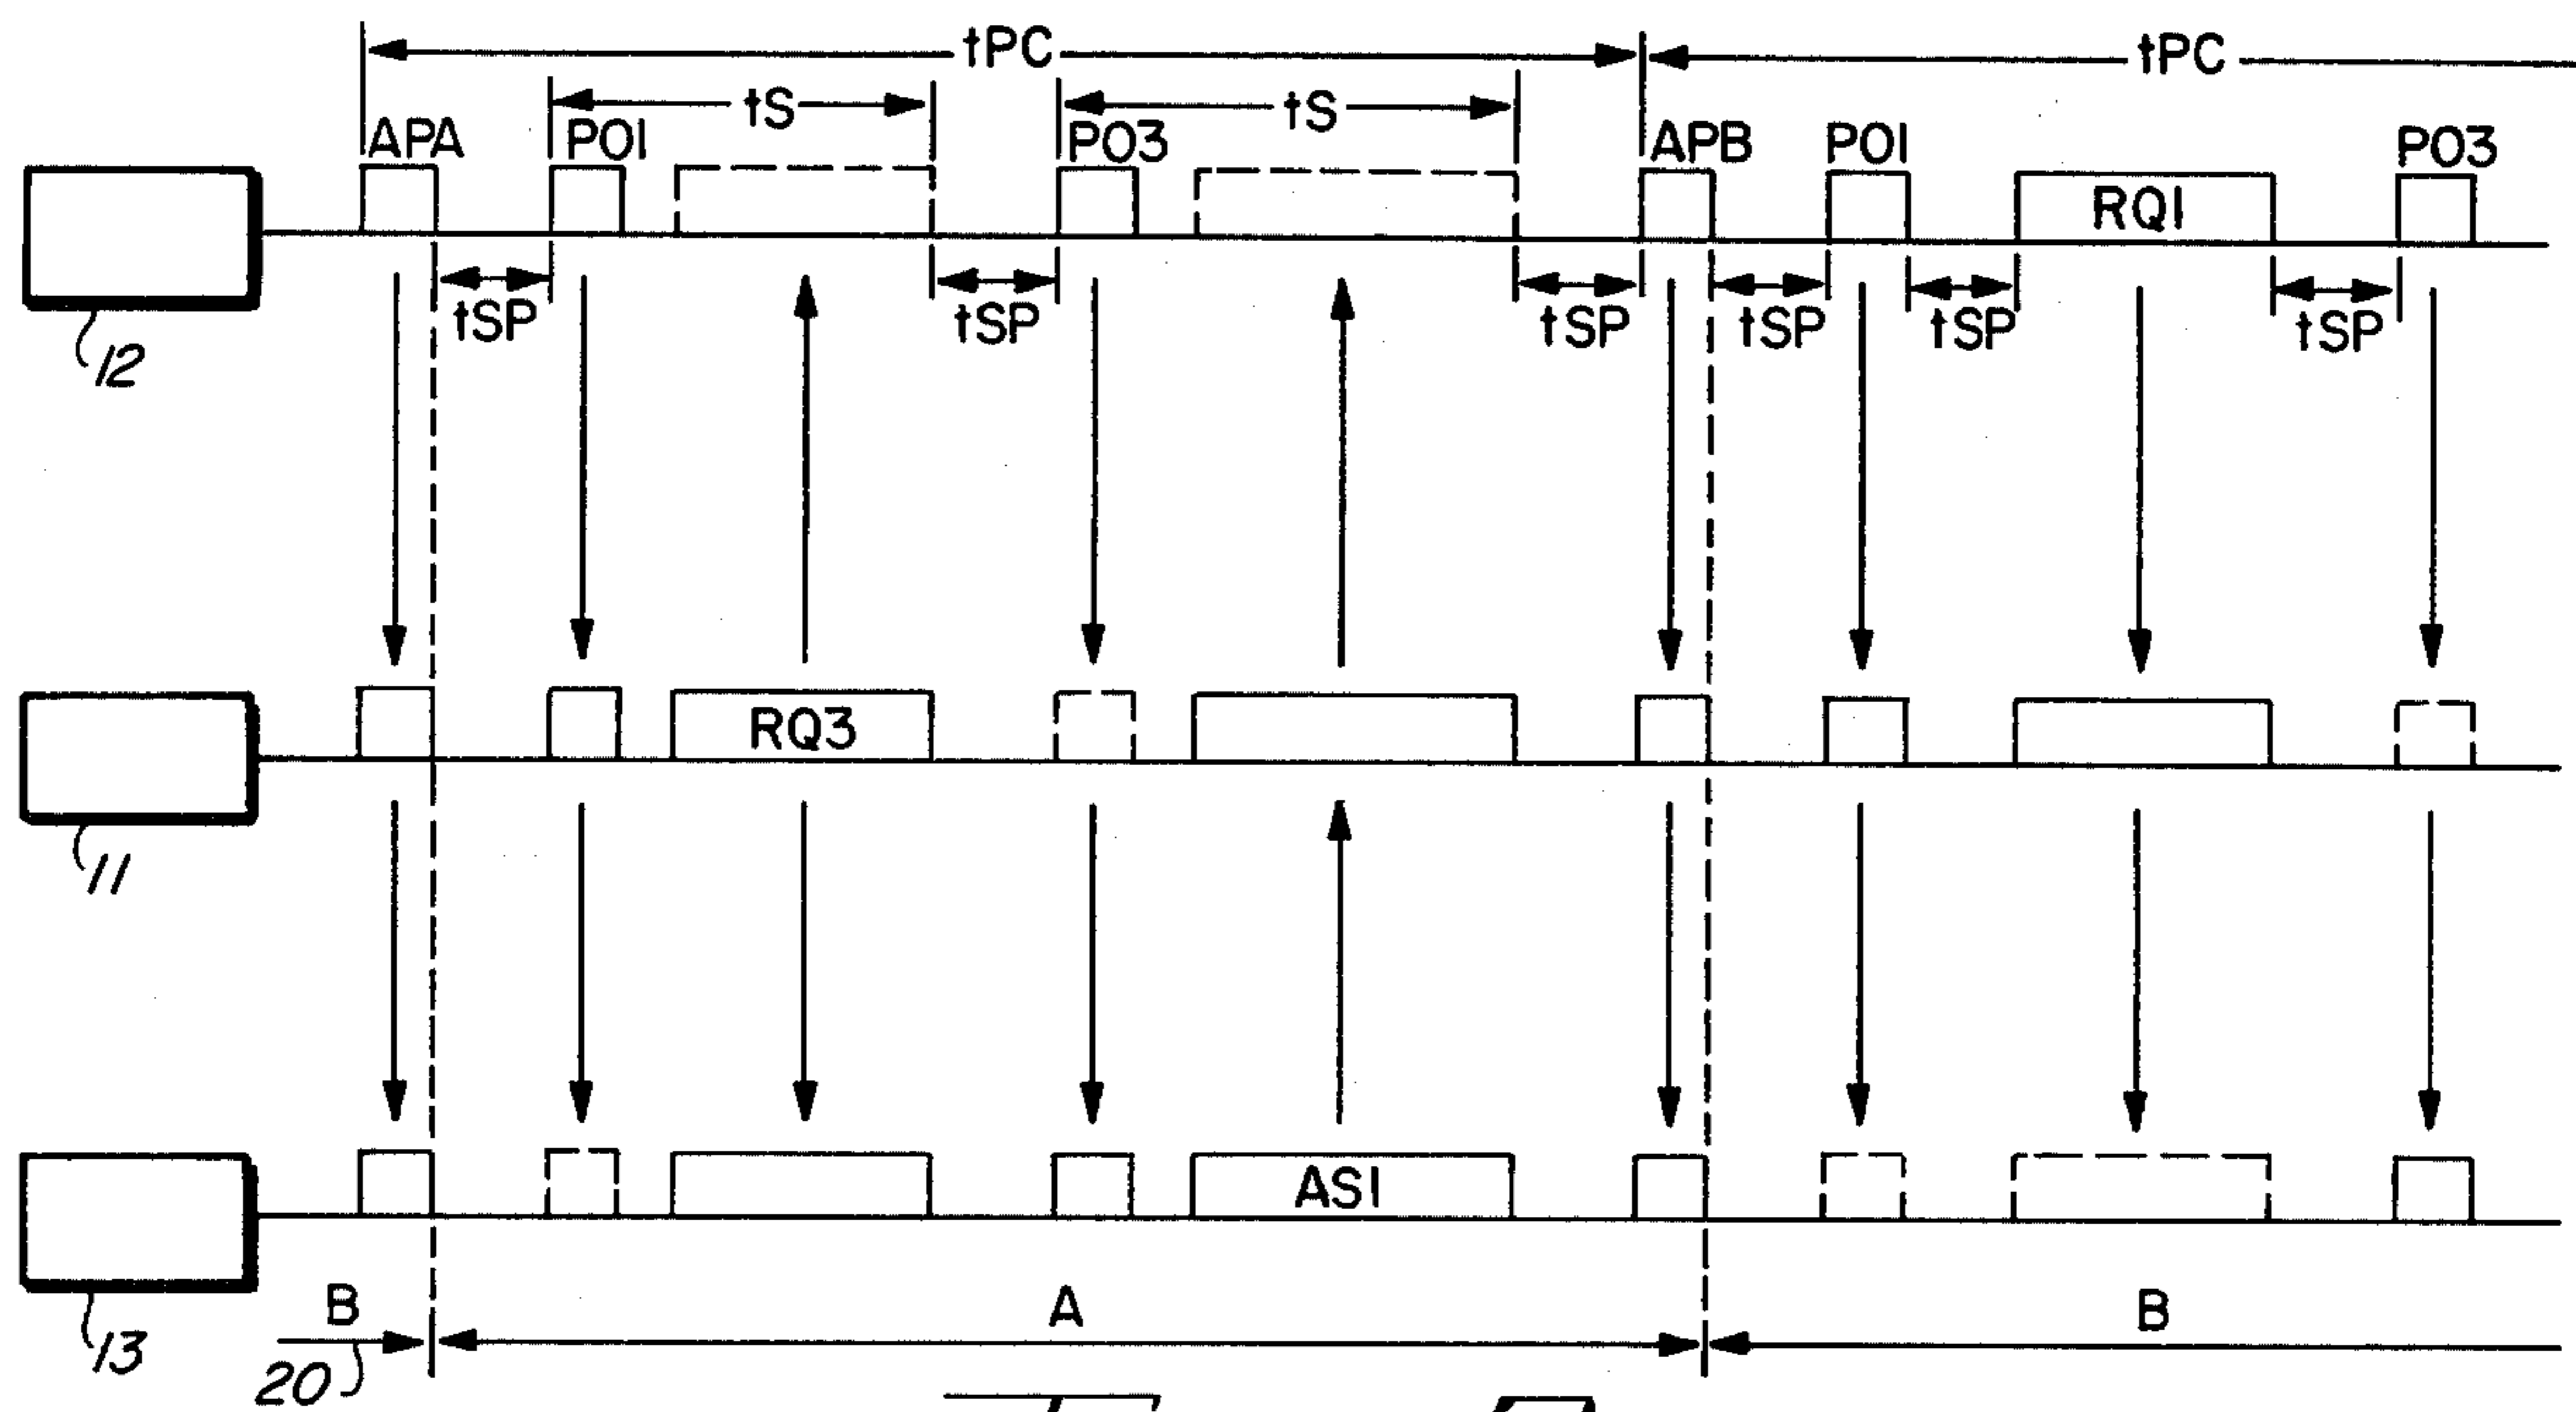 tPC tPC
tS tS
APA PO1 PO3 APB PO1 PO3
RQ1
tSP tSP tSP tSP tSP tSP
12
RQ3
11
AS1
13
B A B
20